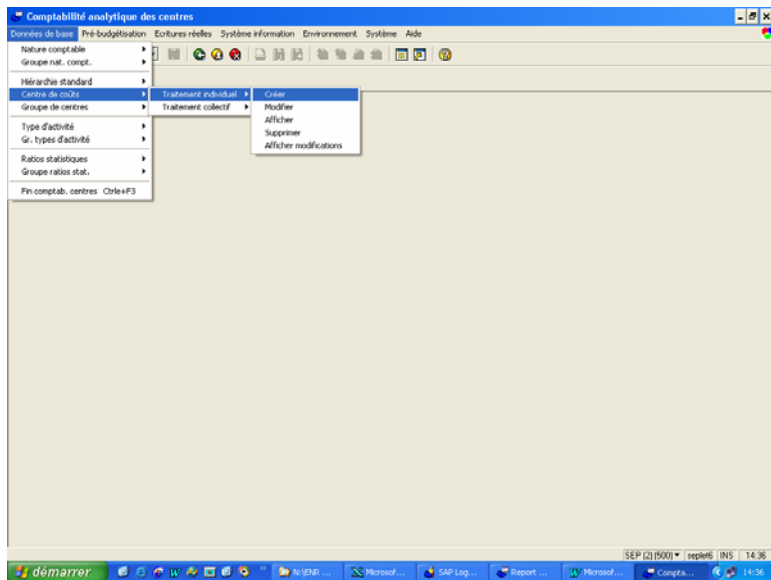 Comptabilité analytique des centres
Données de base Pré-budgétisation Ecritures réelles Système information Environnement Système Aide
Nature comptable
Groupe nat. compt.
Hiérarchie standard
Centre de coûts Traitement individuel Créer
Groupe de centres Traitement collectif Modifier
Afficher
Type d'activité Supprimer
Gr. types d'activité Afficher modifications
Ratios statistiques
Groupe ratios stat.
Fin comptab. centres Ctrle+F3
SEP (2) (500) seplet6 INS 14:36
démarrer N:\ENR ... Microsof... SAP Log... Report ... Microsof... Compta... 14:36